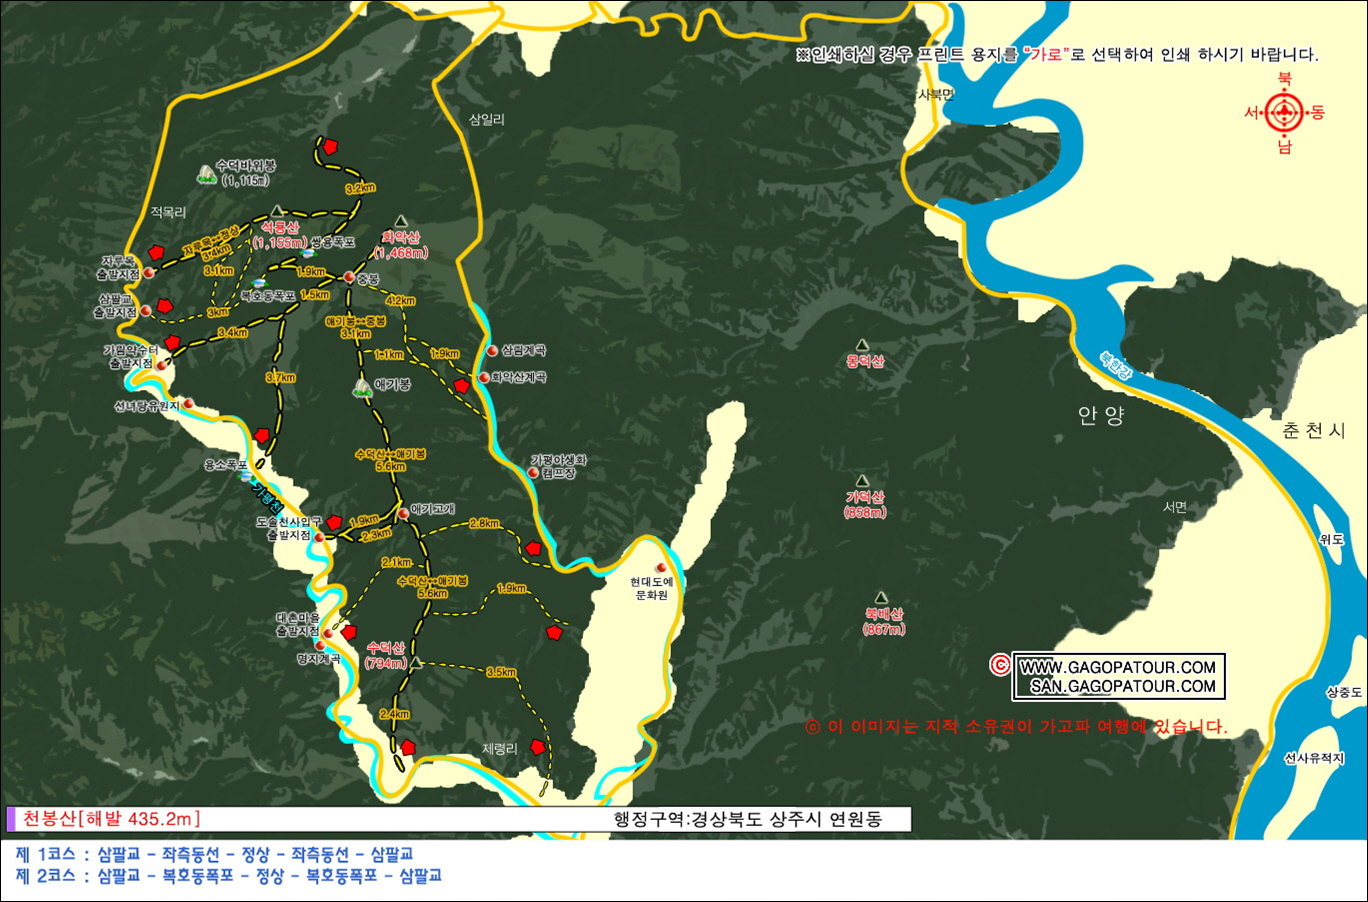 ※인쇄하실 경우 프린트 용지를 "가로"로 선택하여 인쇄 하시기 바랍니다.
북
서
동
남
사북면
삼일리
수덕바위봉
(1,115m)
3.2km
적목리
석룡산
(1,155m)
쌍용폭포
화악산
(1,468m)
자루목↔정상
3.4km
3.1km
자루목
출발지점
1.9km
중봉
복호동폭포
1.5km
삼팔교
출발지점
3km
4.2km
애기봉↔중봉
3.1km
3.4km
가림약수터
출발지점
1.1km
1.9km
삼림계곡
화악산계곡
3.7km
애기봉
선녀탕유원지
몽덕산
북한강
안양
춘천시
수덕산↔애기봉
5.6km
용소폭포
가평천
가평야생화
캠프장
가덕산
(858m)
서면
위도
애기고개
도솔천사입구
출발지점
1.9km
2.3km
2.8km
2.1km
수덕산↔애기봉
5.6km
1.9km
현대도예
문화원
북배산
(867m)
대촌마을
출발지점
명지계곡
수덕산
(794m)
3.5km
2.4km
제령리
ⓒ WWW.GAGOPATOUR.COM
SAN.GAGOPATOUR.COM
상중도
ⓒ 이 이미지는 지적 소유권이 가고파 여행에 있습니다.
선사유적지
천봉산[해발 435.2m]
행정구역:경상북도 상주시 연원동
제 1코스 : 삼팔교 - 좌측동선 - 정상 - 좌측동선 - 삼팔교
제 2코스 : 삼팔교 - 복호동폭포 - 정상 - 복호동폭포 - 삼팔교